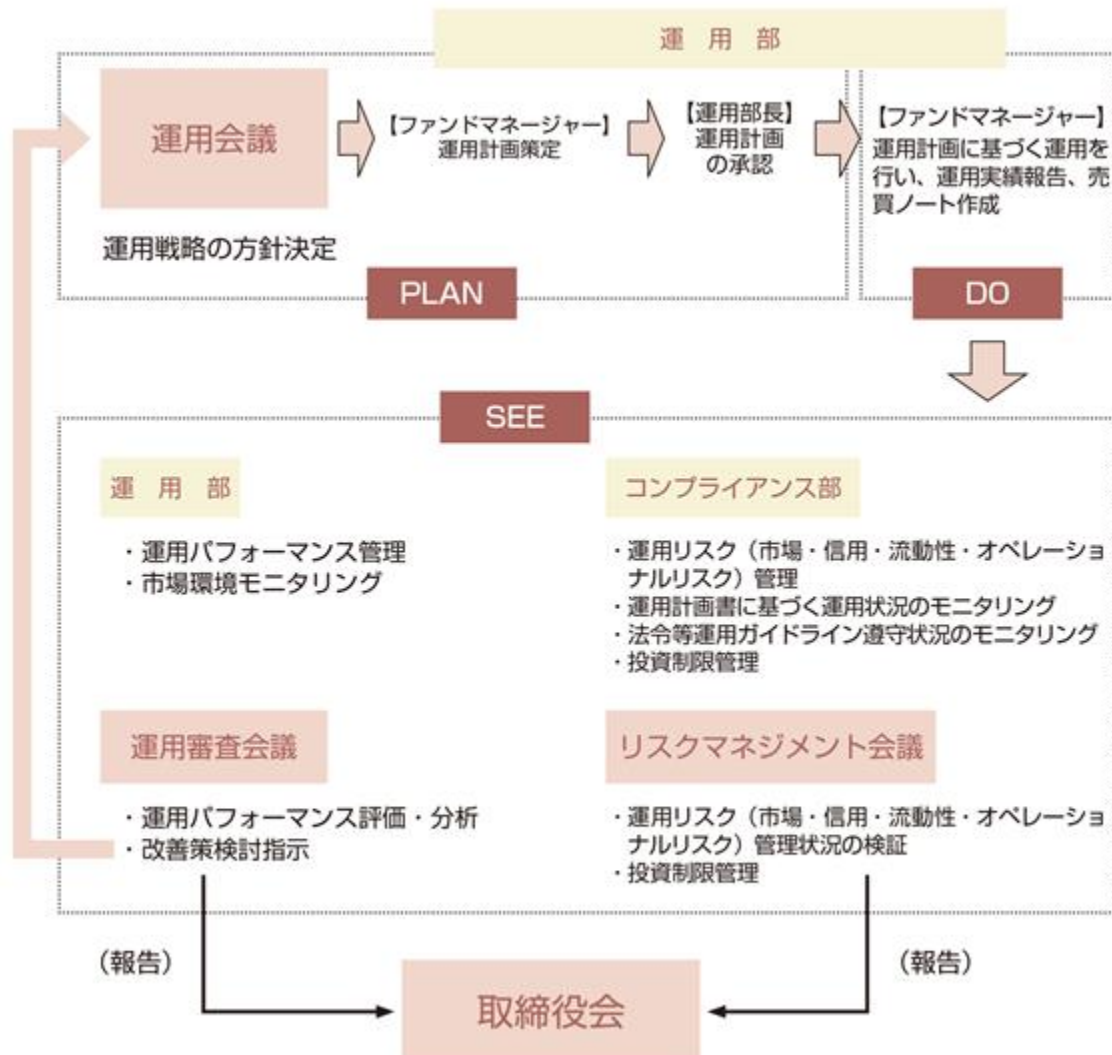 運用部
運用会議
運用戦略の方針決定
【ファンドマネージャー】
運用計画策定
【運用部長】
運用計画
の承認
【ファンドマネージャー】
運用計画に基づく運用を
行い、運用実績報告、売
買ノート作成
PLAN
DO
SEE
運用部
・運用パフォーマンス管理
・市場環境モニタリング
コンプライアンス部
・運用リスク（市場・信用・流動性・オペレーショ
ナルリスク）管理
・運用計画書に基づく運用状況のモニタリング
・法令等運用ガイドライン遵守状況のモニタリング
・投資制限管理
運用審査会議
・運用パフォーマンス評価・分析
・改善策検討指示
リスクマネジメント会議
・運用リスク（市場・信用・流動性・オペレーショ
ナルリスク）管理状況の検証
・投資制限管理
（報告）
（報告）
取締役会